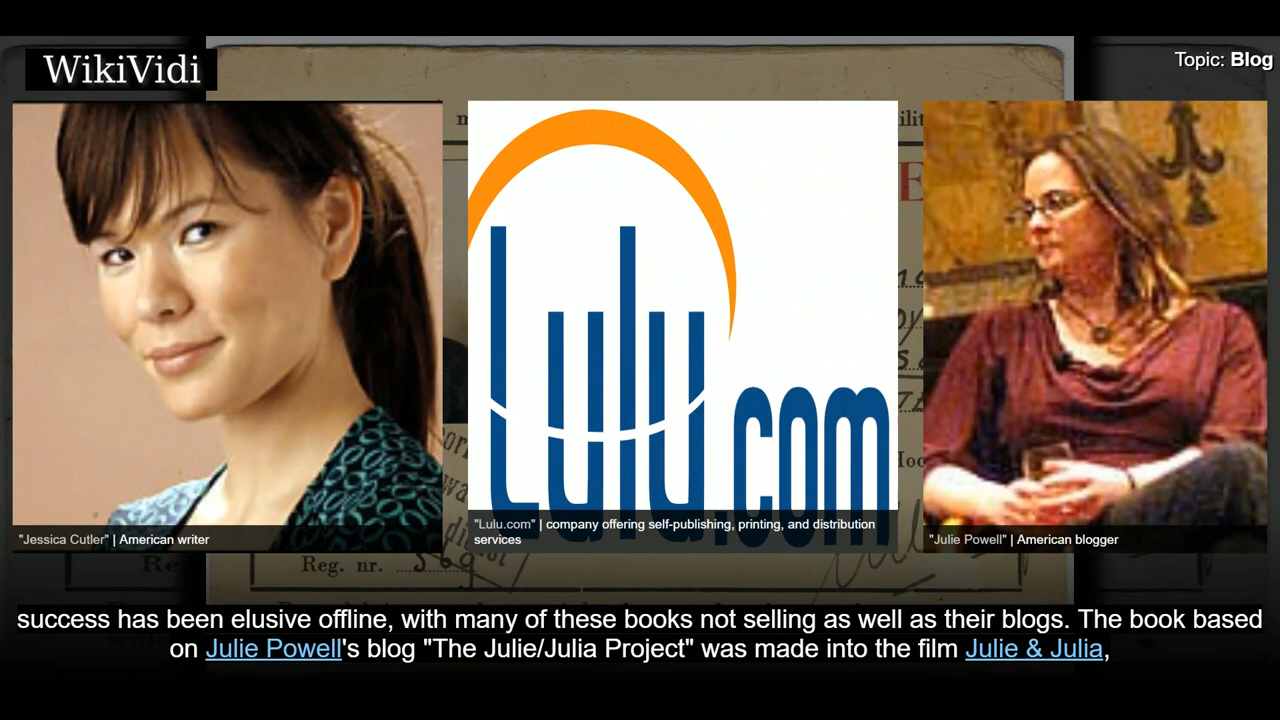 WikiVidi
Topic: Blog
Lulu.com
"Jessica Cutler" | American writer
"Lulu.com" | company offering self-publishing, printing, and distribution
services
"Julie Powell" | American blogger
Reg. nr.
success has been elusive offline, with many of these books not selling as well as their blogs. The book based
on Julie Powell's blog "The Julie/Julia Project" was made into the film Julie & Julia,